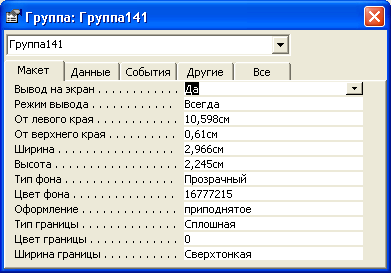 Группа: Группа141
Группа141
Макет Данные События Другие Все
Вывод на экран . . . . . . . . . . . . . Да
Режим вывода . . . . . . . . . . . . . Всегда
От левого края . . . . . . . . . . . . . 10,598см
От верхнего края . . . . . . . . . . . 0,61см
Ширина . . . . . . . . . . . . . . . . . . . 2,966см
Высота . . . . . . . . . . . . . . . . . . . 2,245см
Тип фона . . . . . . . . . . . . . . . . . Прозрачный
Цвет фона . . . . . . . . . . . . . . . . 16777215
Оформление . . . . . . . . . . . . . . . приподнятое
Тип границы . . . . . . . . . . . . . . . Сплошная
Цвет границы . . . . . . . . . . . . . . 0
Ширина границы . . . . . . . . . . . . Сверхтонкая